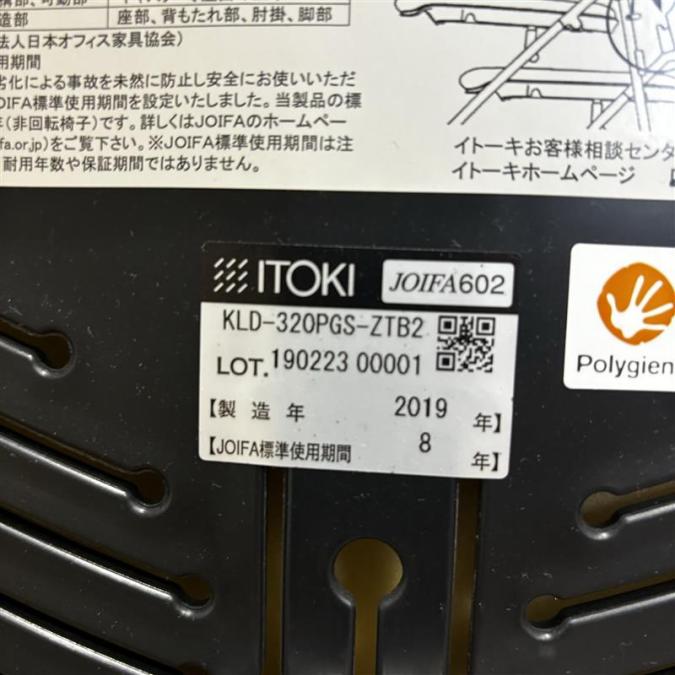 造部 座部、背もたれ部、肘掛、脚部
法人日本オフィス家具協会）
用期間
劣化による事故を未然に防止し安全にお使いいただ
JOIFA標準使用期間を設定いたしました。当製品の標
年（非回転椅子）です。詳しくはJOIFAのホームペー
fa.or.jp）をご覧下さい。※JOIFA標準使用期間は注
耐用年数や保証期間ではありません。
イトーキお客様相談センタ
イトーキホームページ
ITOKI JOIFA602
KLD-320PGS-ZTB2
LOT. 190223 00001
【製造年 2019 年】
【JOIFA標準使用期間 8 年】
Polygien